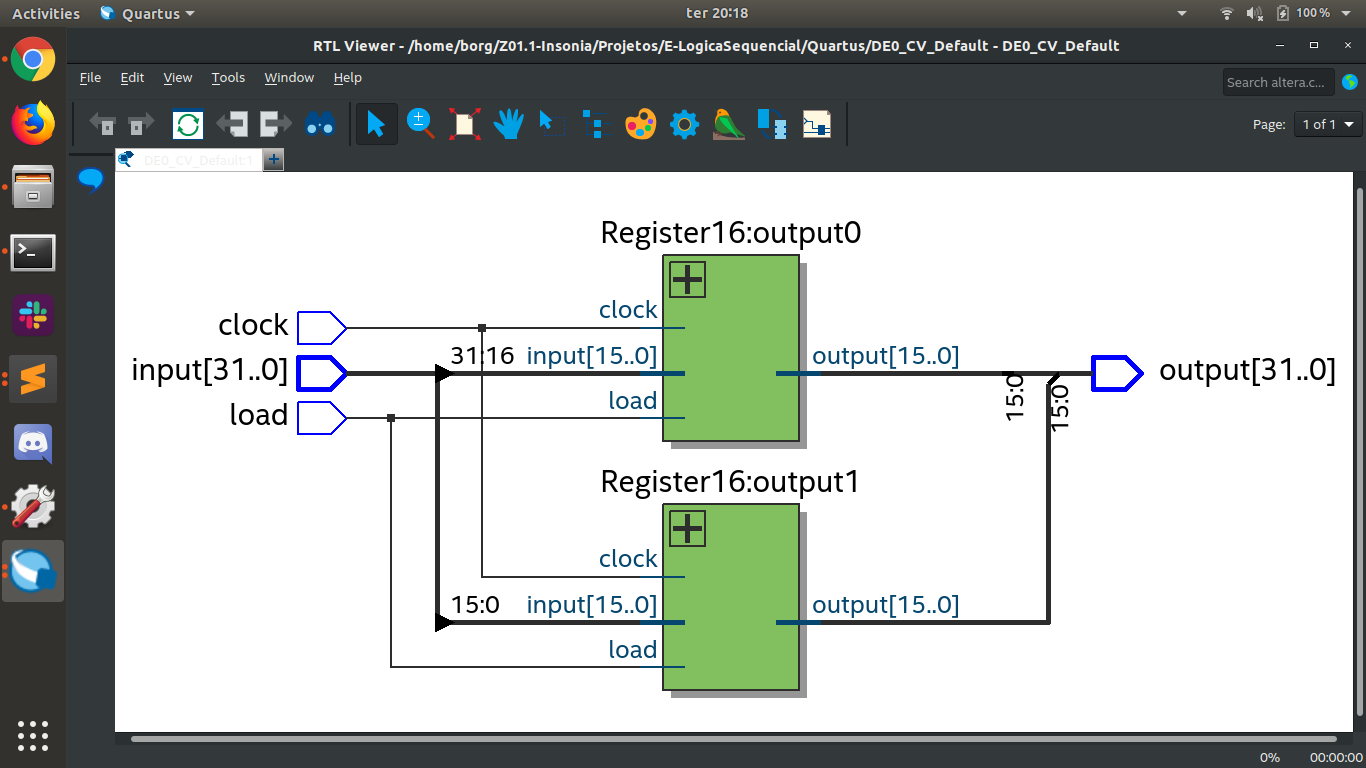 Activities Quartus ter 20:18 100 %
RTL Viewer - /home/borg/Z01.1-Insonia/Projetos/E-LogicaSequencial/Quartus/DE0_CV_Default - DE0_CV_Default
File Edit View Tools Window Help
Search altera.c...
Page: 1 of 1
DE0_CV_Default:1
Register16:output0
clock
clock
31:16
input[15..0]
output[15..0]
input[31..0]
output[31..0]
load
load
15:0
15:0
Register16:output1
clock
15:0
input[15..0]
output[15..0]
load
0% 00:00:00